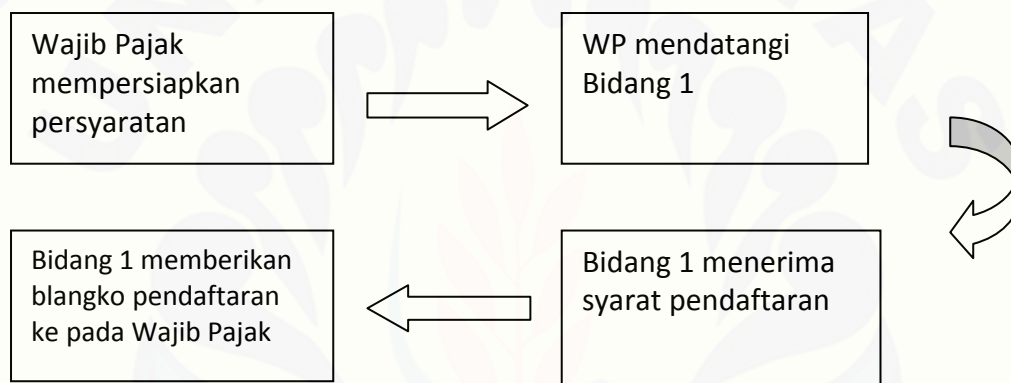 Wajib Pajak
mempersiapkan
persyaratan
WP mendatangi
Bidang 1
Bidang 1 menerima
syarat pendaftaran
Bidang 1 memberikan
blangko pendaftaran
ke pada Wajib Pajak